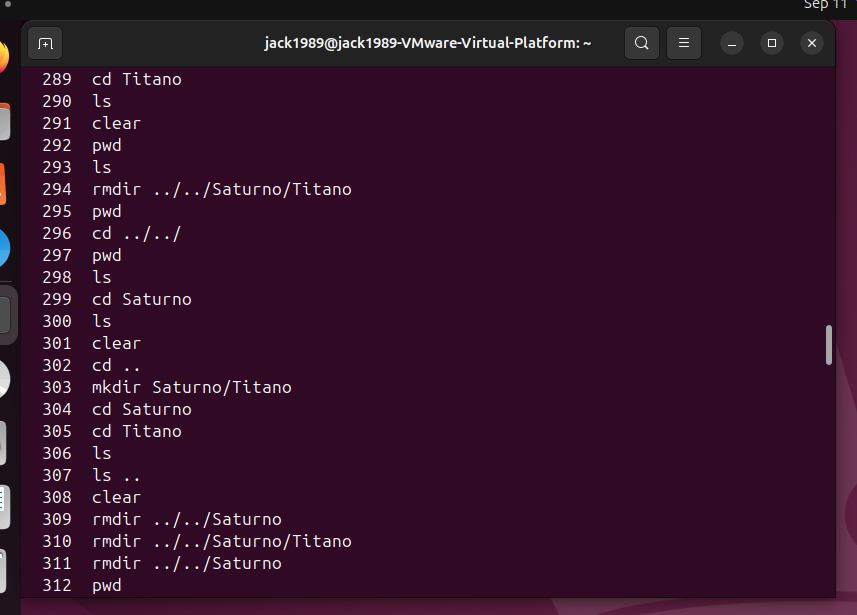 Sep 11
jack1989@jack1989-VMware-Virtual-Platform: ~
289 cd Titano
290 ls
291 clear
292 pwd
293 ls
294 rmdir ../../Saturno/Titano
295 pwd
296 cd ../../
297 pwd
298 ls
299 cd Saturno
300 ls
301 clear
302 cd ..
303 mkdir Saturno/Titano
304 cd Saturno
305 cd Titano
306 ls
307 ls ..
308 clear
309 rmdir ../../Saturno
310 rmdir ../../Saturno/Titano
311 rmdir ../../Saturno
312 pwd